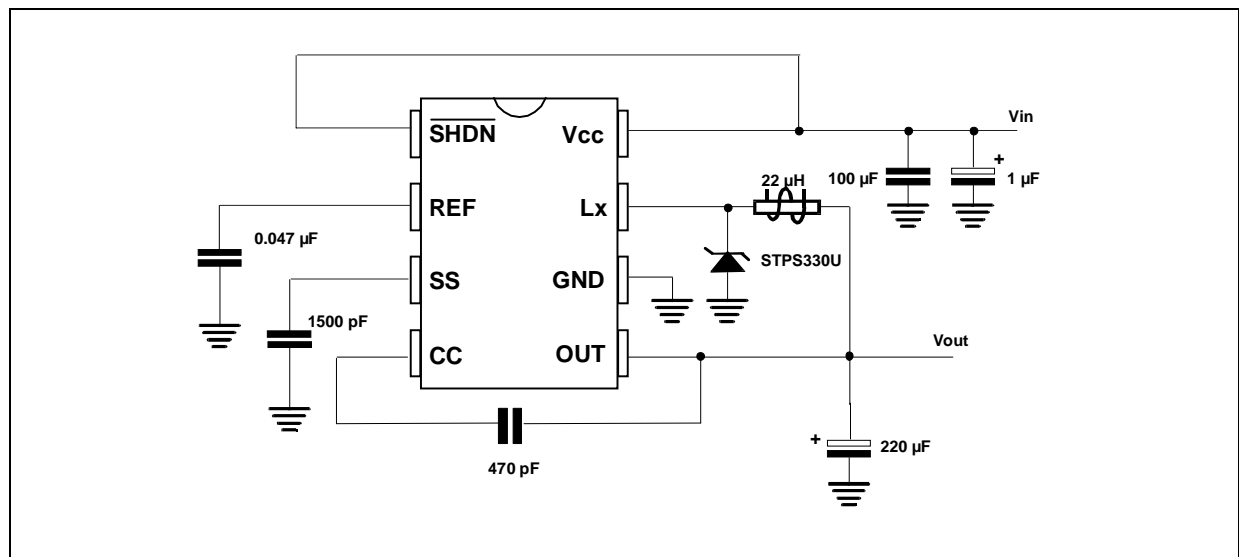 SHDN
Vcc
Vin
100 µF
+
1 µF
22 µH
REF
Lx
0.047 µF
STPS330U
SS
GND
1500 pF
CC
OUT
Vout
+
220 µF
470 pF